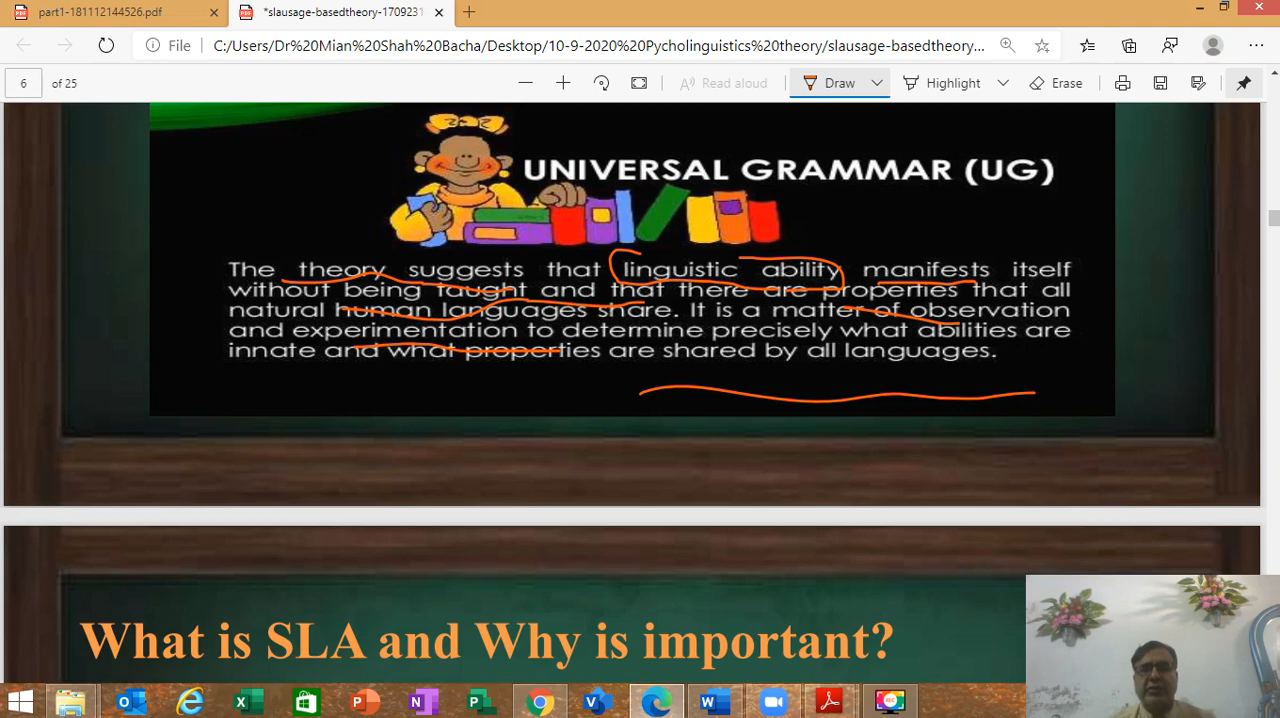 part1-181112144526.pdf
*slausage-basedtheory-1709231
File
C:/Users/Dr%20Mian%20Shah%20Bacha/Desktop/10-9-2020%20Pycholinguistics%20theory/slausage-basedtheory...
6 of 25
Read aloud
Draw
Highlight
Erase
UNIVERSAL GRAMMAR (UG)
The theory suggests that linguistic ability manifests itself
without being taught and that there are properties that all
natural human languages share. It is a matter of observation
and experimentation to determine precisely what abilities are
innate and what properties are shared by all languages.
What is SLA and Why is important?